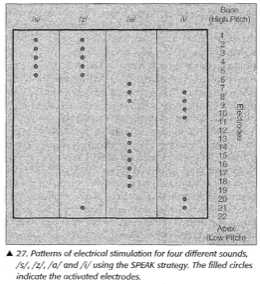 /s/ /z/ /a/ /i/ Base
(High Pitch)
1
2
3
4
5
6
7
8
9
10
11
12
13
14
15
16
17
18
19
20
21
22
Electrodes
Apex
(Low Pitch)
▲ 27. Patterns of electrical stimulation for four different sounds,
/s/, /z/, /a/ and /i/ using the SPEAK strategy. The filled circles
indicate the activated electrodes.